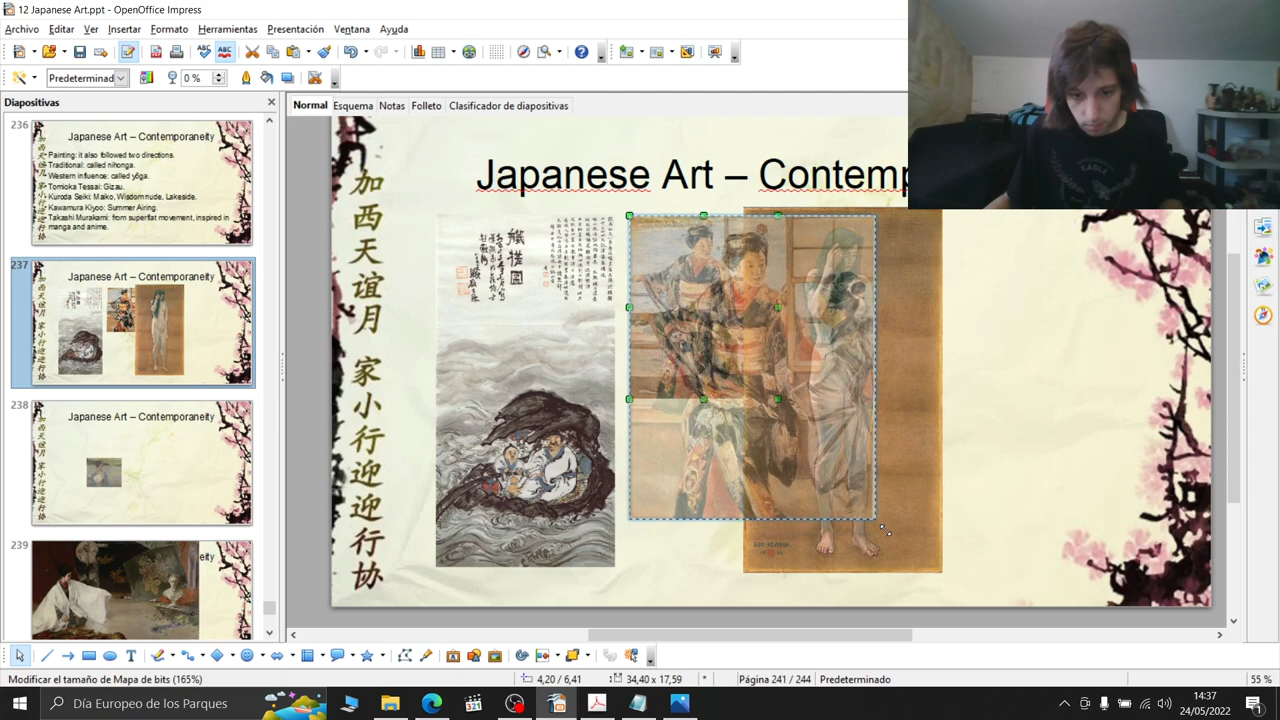 12 Japanese Art.ppt - OpenOffice Impress
Archivo Editar Ver Insertar Formato Herramientas Presentación Ventana Ayuda
Predeterminad
0 %
Diapositivas
Normal Esquema Notas Folleto Clasificador de diapositivas
236
Japanese Art – Contemporaneity
Painting: it also followed two directions.
Traditional: called nihonga.
Western influence: called yôga.
Tomioka Tessai: Gizau.
Kuroda Seiki: Maiko, Wisdom nude, Lakeside.
Kawamura Kiyoo: Summer Airing.
Takashi Murakami: from superflat movement, inspired in
manga and anime.
237
Japanese Art – Contemporaneity
238
Japanese Art – Contemporaneity
239
Japanese Art – Contemp
加西天谊月 家小行迎迎行协
EAGLE
Modificar el tamaño de Mapa de bits (165%)
4,20 / 6,41
34,40 x 17,59
*
Página 241 / 244
Predeterminado
55 %
Día Europeo de los Parques
321
14:37
24/05/2022
1